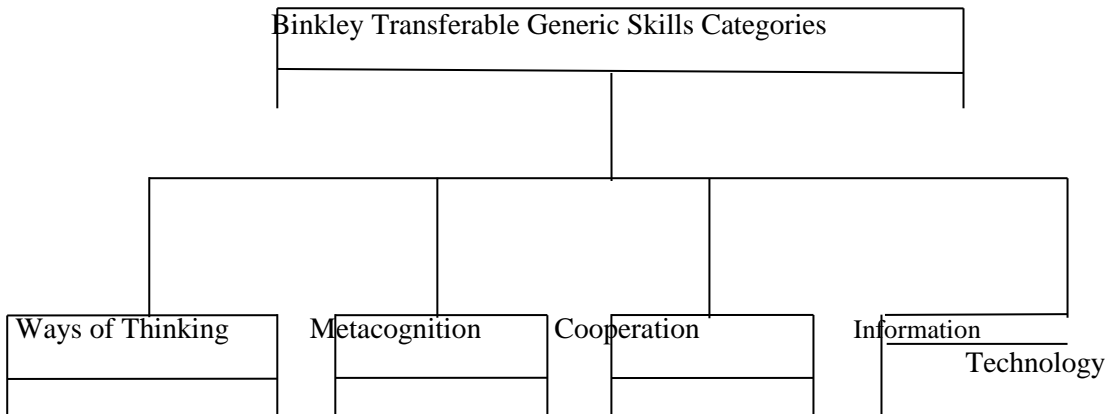 Binkley Transferable Generic Skills Categories
Ways of Thinking
Metacognition
Cooperation
Information
Technology